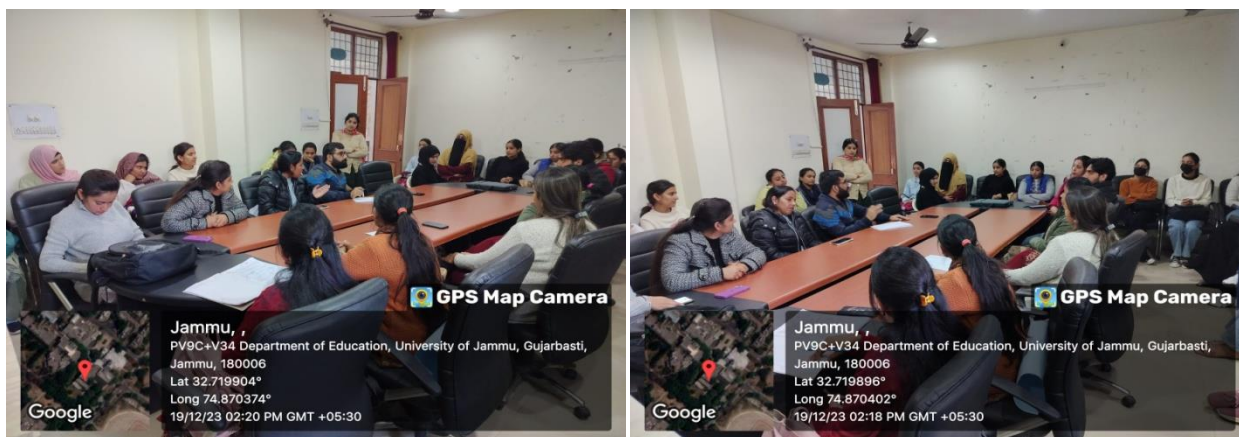 GPS Map Camera
Jammu, ,
PV9C+V34 Department of Education, University of Jammu, Gujarbasti,
Jammu, 180006
Lat 32.719904°
Long 74.870374°
19/12/23 02:20 PM GMT +05:30
Google
GPS Map Camera
Jammu, ,
PV9C+V34 Department of Education, University of Jammu, Gujarbasti,
Jammu, 180006
Lat 32.719896°
Long 74.870402°
19/12/23 02:18 PM GMT +05:30
Google